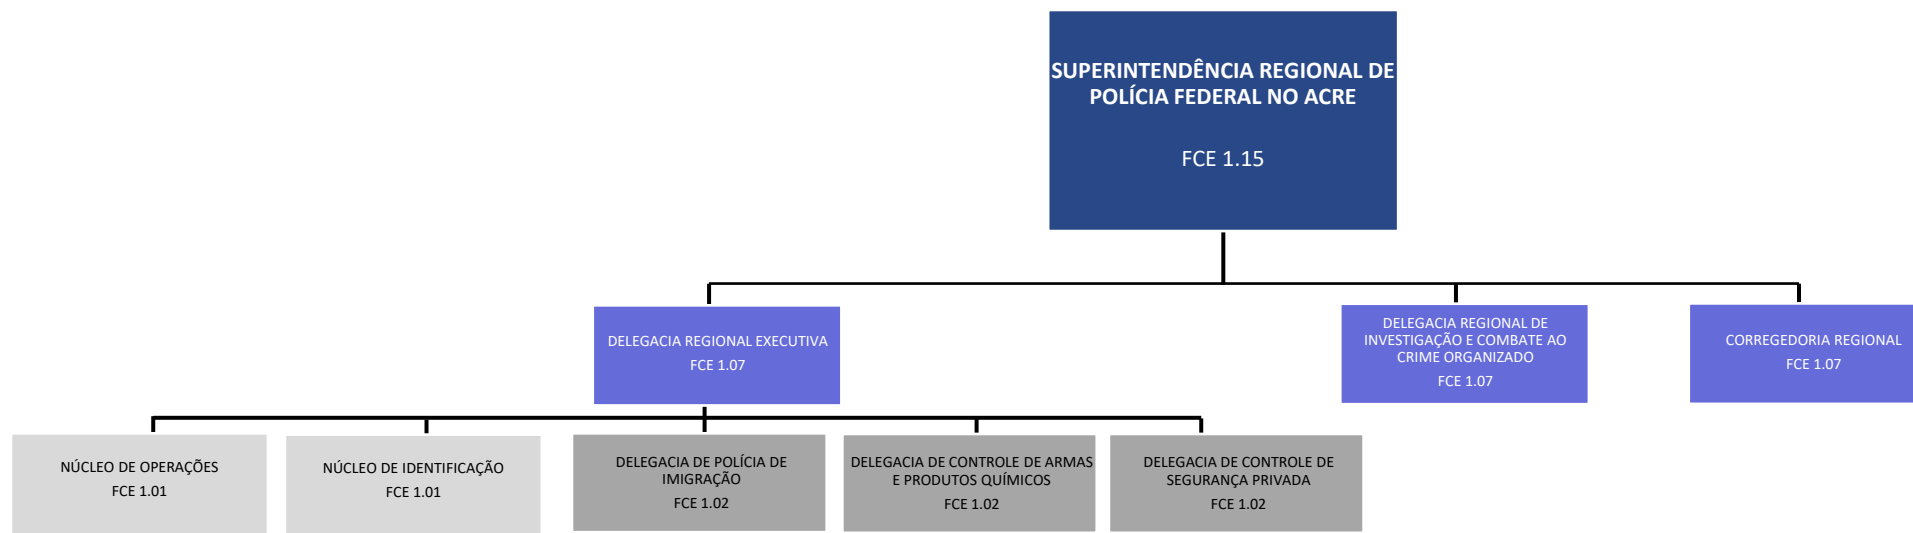 SUPERINTENDÊNCIA REGIONAL DE
POLÍCIA FEDERAL NO ACRE
FCE 1.15
DELEGACIA REGIONAL EXECUTIVA
FCE 1.07
DELEGACIA REGIONAL DE
INVESTIGAÇÃO E COMBATE AO
CRIME ORGANIZADO
FCE 1.07
CORREGEDORIA REGIONAL
FCE 1.07
NÚCLEO DE OPERAÇÕES
FCE 1.01
NÚCLEO DE IDENTIFICAÇÃO
FCE 1.01
DELEGACIA DE POLÍCIA DE
IMIGRAÇÃO
FCE 1.02
DELEGACIA DE CONTROLE DE ARMAS
E PRODUTOS QUÍMICOS
FCE 1.02
DELEGACIA DE CONTROLE DE
SEGURANÇA PRIVADA
FCE 1.02